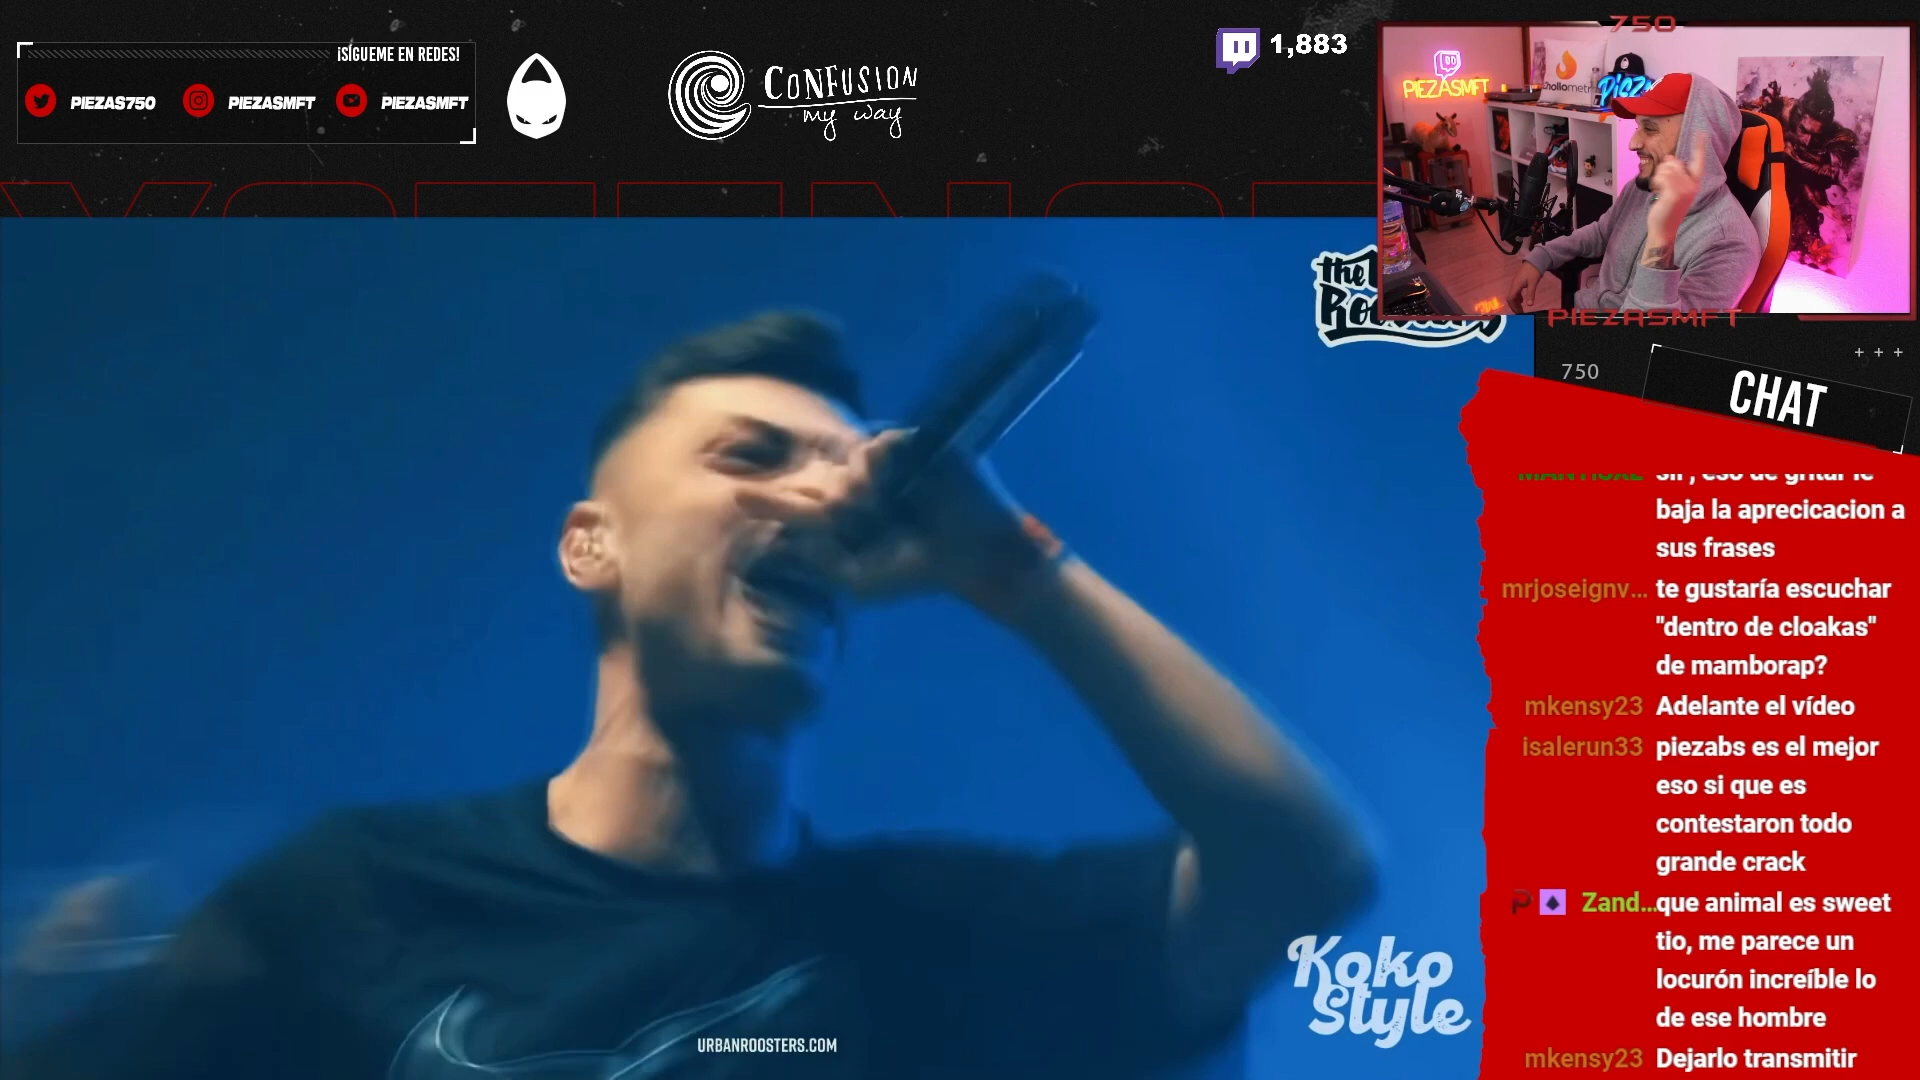 ¡SÍGUEME EN REDES!
PIEZAS750
PIEZASMFT
PIEZASMFT
CONFUSION
my way
1,883
750
PIEZASMFT
PIEZASMFT
the
750
CHAT
baja la aprecicacion a
sus frases
mrjoseignv... te gustaría escuchar
"dentro de cloakas"
de mamborap?
mkensy23 Adelante el vídeo
isalerun33 piezabs es el mejor
eso si que es
contestaron todo
grande crack
Zand... que animal es sweet
tio, me parece un
locurón increíble lo
de ese hombre
mkensy23 Dejarlo transmitir
Koko
Style
URBANROOSTERS.COM